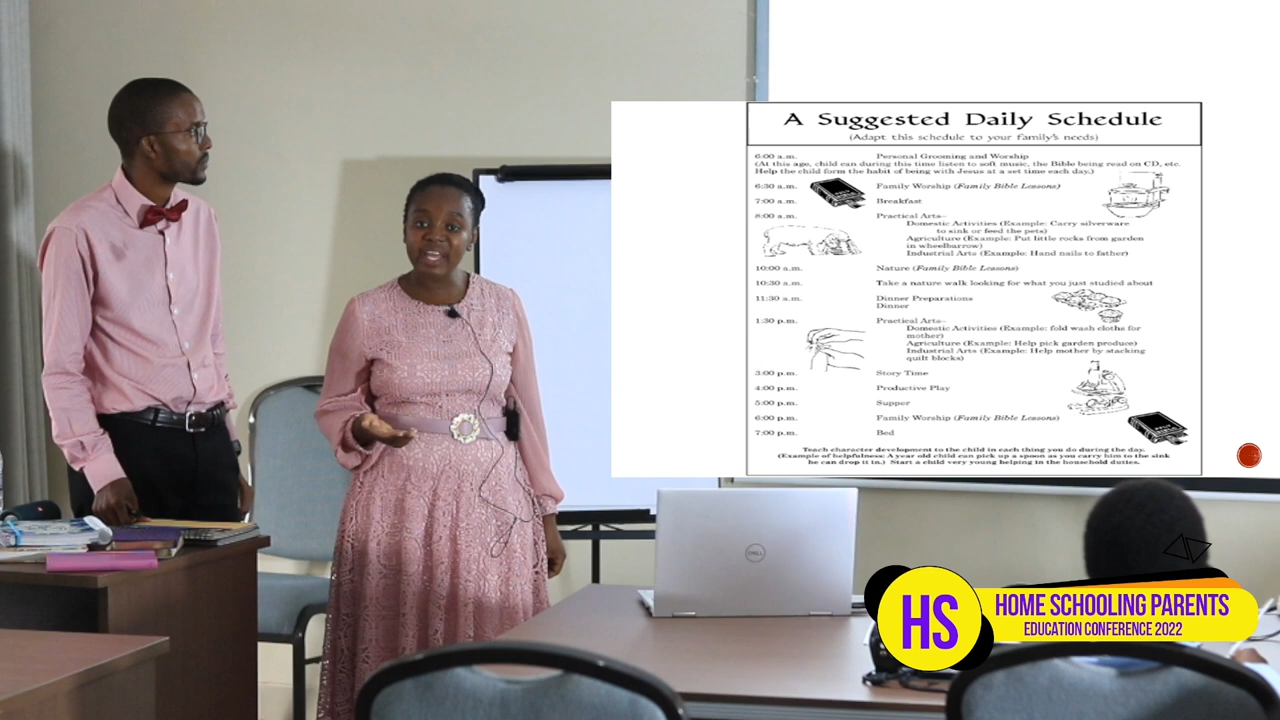 A Suggested Daily Schedule
(Adapt this schedule to your family's needs)
6:00 a.m. Personal Grooming and Worship
(At this age, child can during this time listen to soft music, the Bible being read on CD, etc.
Help the child form the habit of being with Jesus at a set time each day.)
6:30 a.m. Family Worship (Family Bible Lessons)
7:00 a.m. Breakfast
8:00 a.m. Practical Arts–
Domestic Activities (Example: Carry silverware
to sink or feed the pets)
Agriculture (Example: Put little rocks from garden
in wheelbarrow)
Industrial Arts (Example: Hand nails to father)
10:00 a.m. Nature (Family Bible Lessons)
10:30 a.m. Take a nature walk looking for what you just studied about
11:30 a.m. Dinner Preparations
Dinner
1:30 p.m. Practical Arts–
Domestic Activities (Example: fold wash cloths for
mother)
Agriculture (Example: Help pick garden produce)
Industrial Arts (Example: Help mother by stacking
quilt blocks)
3:00 p.m. Story Time
4:00 p.m. Productive Play
5:00 p.m. Supper
6:00 p.m. Family Worship (Family Bible Lessons)
7:00 p.m. Bed
Teach character development to the child in each thing you do during the day.
(Example of helpfulness: A year old child can pick up a spoon as you carry him to the sink
he can drop it in.) Start a child very young helping in the household duties.
DELL
HS
HOME SCHOOLING PARENTS
EDUCATION CONFERENCE 2022